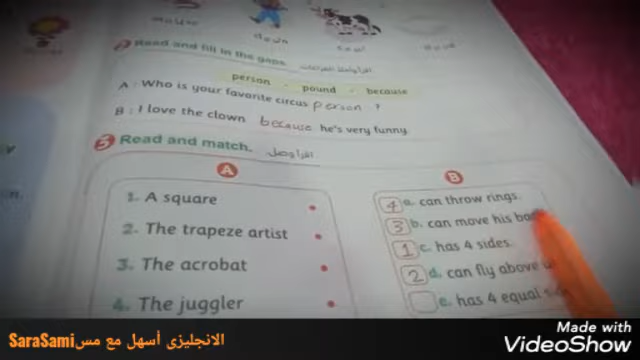 2 Read and fill in the gaps.
person - pound - because
A : Who is your favorite circus person ?
B : I love the clown because he's very funny.
3 Read and match.
A
B
1. A square
2. The trapeze artist
3. The acrobat
4. The juggler
4 a. can throw rings.
3 b. can move his
1 c. has 4 sides.
2 d. can fly above
e. has 4 equal
الانجليزى أسهل مع مس SaraSami
Made with
VideoShow